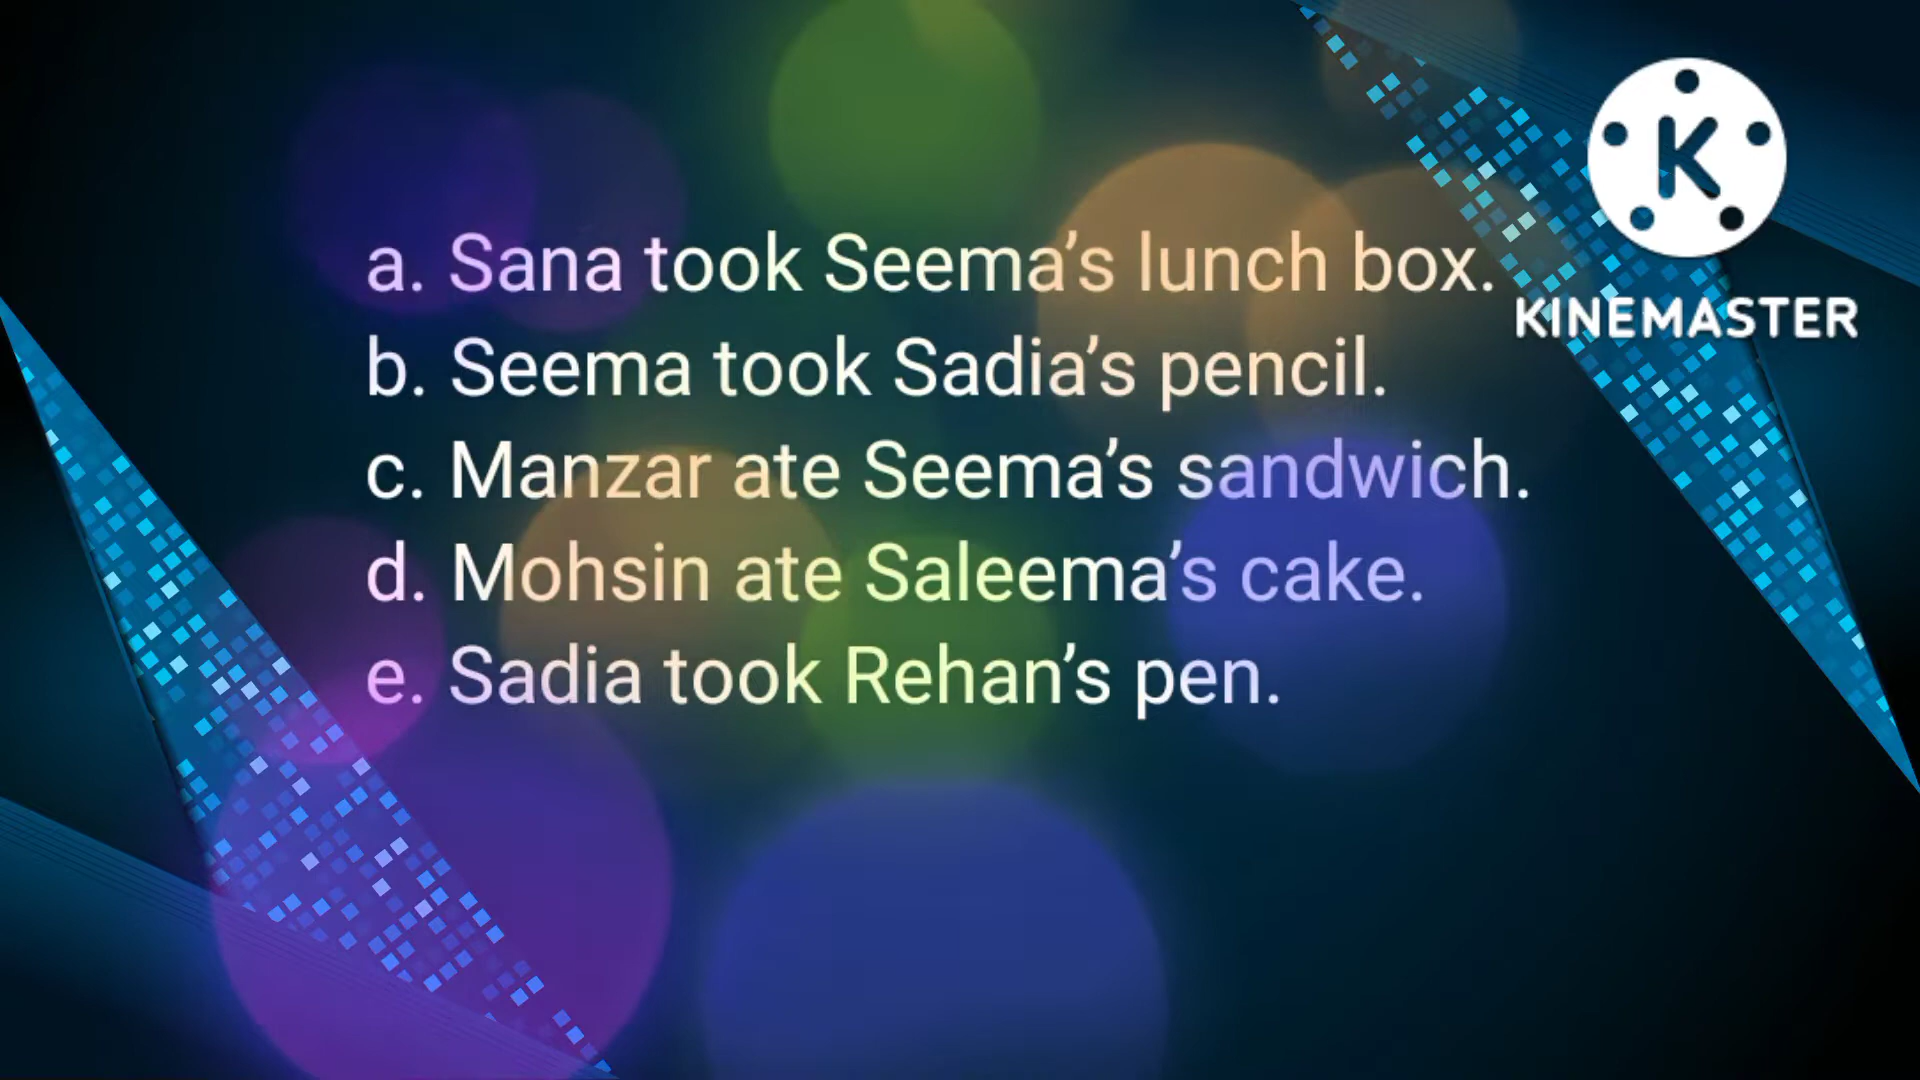 a. Sana took Seema’s lunch box.
b. Seema took Sadia’s pencil.
c. Manzar ate Seema’s sandwich.
d. Mohsin ate Saleema’s cake.
e. Sadia took Rehan’s pen.
K
KINEMASTER